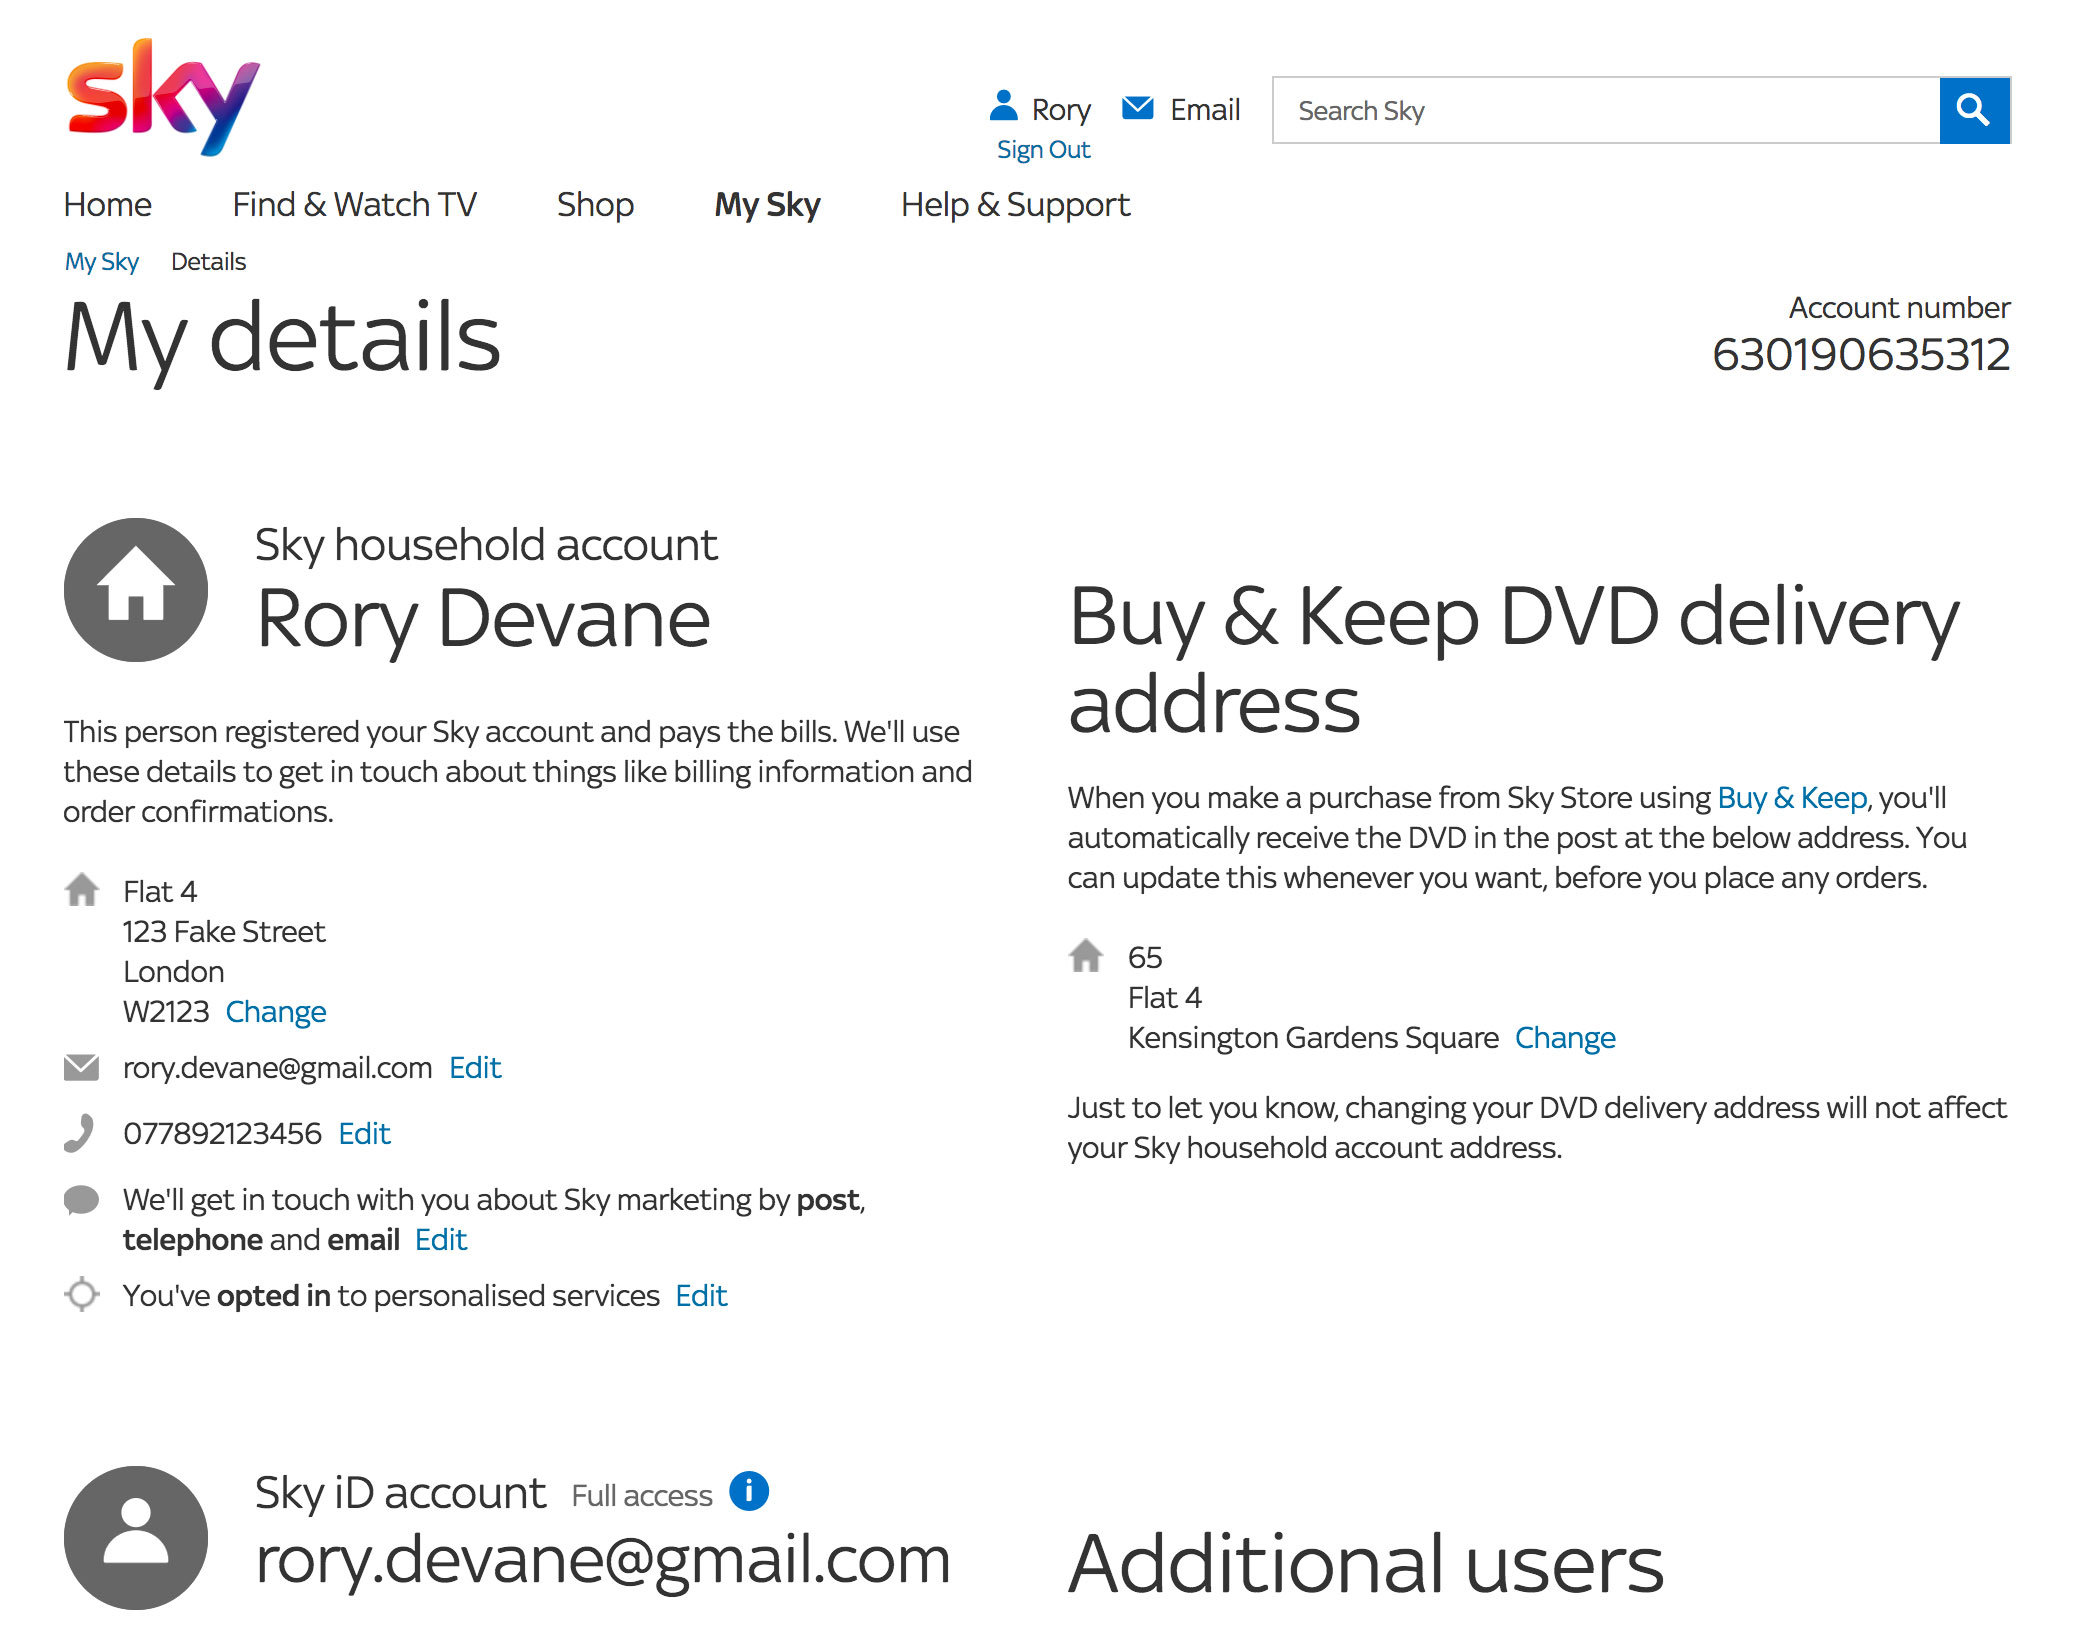 sky
Rory
Email
Search Sky
Sign Out
Home Find & Watch TV Shop My Sky Help & Support
My Sky Details
My details
Account number
630190635312
Sky household account
Rory Devane
This person registered your Sky account and pays the bills. We'll use
these details to get in touch about things like billing information and
order confirmations.
Flat 4
123 Fake Street
London
W2123 Change
rory.devane@gmail.com Edit
077892123456 Edit
We'll get in touch with you about Sky marketing by post,
telephone and email Edit
You've opted in to personalised services Edit
Buy & Keep DVD delivery
address
When you make a purchase from Sky Store using Buy & Keep, you'll
automatically receive the DVD in the post at the below address. You
can update this whenever you want, before you place any orders.
65
Flat 4
Kensington Gardens Square Change
Just to let you know, changing your DVD delivery address will not affect
your Sky household account address.
Sky iD account Full access i
rory.devane@gmail.com
Additional users